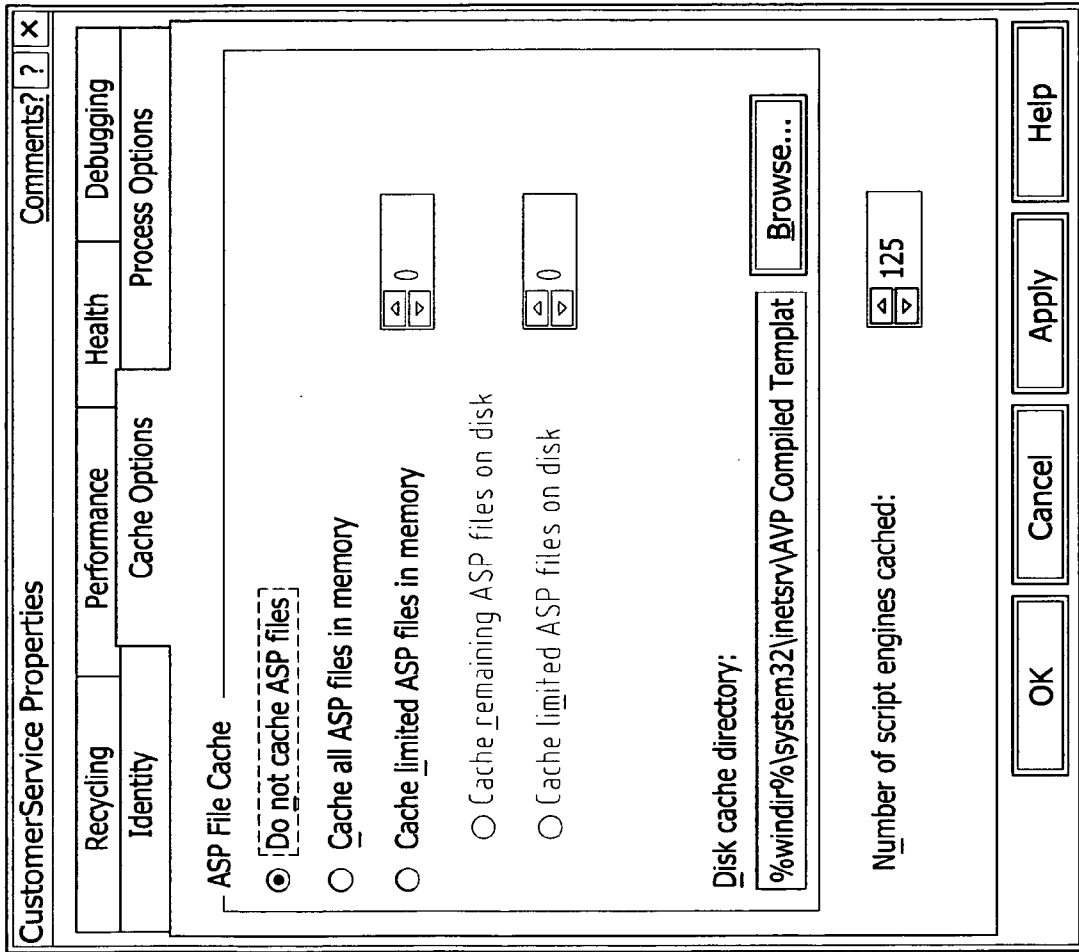 CustomerService Properties Comments? ? ×
Recycling Performance Health Debugging
Identity Cache Options Process Options
ASP File Cache
Do not cache ASP files
Cache all ASP files in memory
Cache limited ASP files in memory 0
Cache remaining ASP files on disk
Cache limited ASP files on disk 0
Disk cache directory:
%windir%\system32\inetsrv\AVP Compiled Templat Browse...
Number of script engines cached: 125
OK Cancel Apply Help